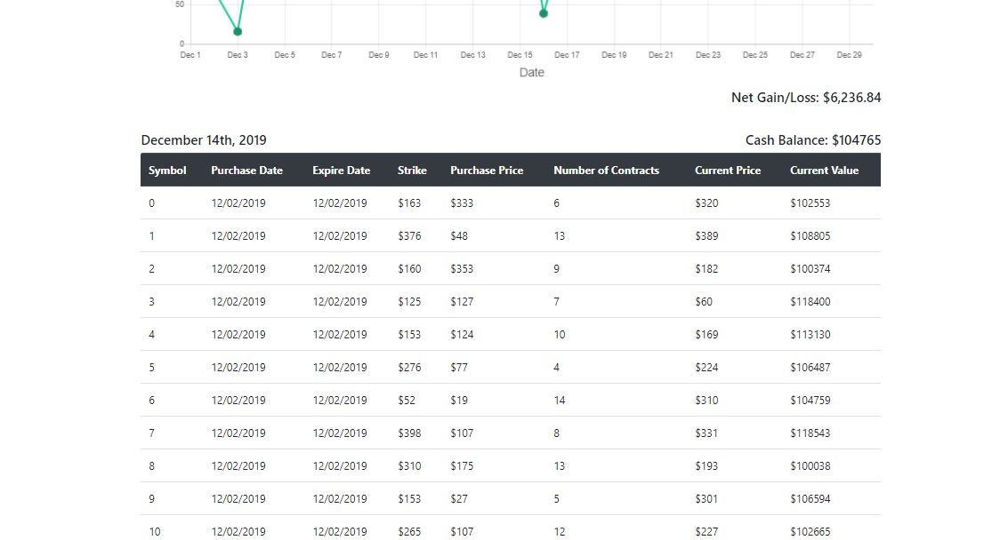 50
0
Dec 1 Dec 3 Dec 5 Dec 7 Dec 9 Dec 11 Dec 13 Dec 15 Dec 17 Dec 19 Dec 21 Dec 23 Dec 25 Dec 27 Dec 29
Date
Net Gain/Loss: $6,236.84
December 14th, 2019 Cash Balance: $104765
Symbol Purchase Date Expire Date Strike Purchase Price Number of Contracts Current Price Current Value
0 12/02/2019 12/02/2019 $163 $333 6 $320 $102553
1 12/02/2019 12/02/2019 $376 $48 13 $389 $108805
2 12/02/2019 12/02/2019 $160 $353 9 $182 $100374
3 12/02/2019 12/02/2019 $125 $127 7 $60 $118400
4 12/02/2019 12/02/2019 $153 $124 10 $169 $113130
5 12/02/2019 12/02/2019 $276 $77 4 $224 $106487
6 12/02/2019 12/02/2019 $52 $19 14 $310 $104759
7 12/02/2019 12/02/2019 $398 $107 8 $331 $118543
8 12/02/2019 12/02/2019 $310 $175 13 $193 $100038
9 12/02/2019 12/02/2019 $153 $27 5 $301 $106594
10 12/02/2019 12/02/2019 $265 $107 12 $227 $102665